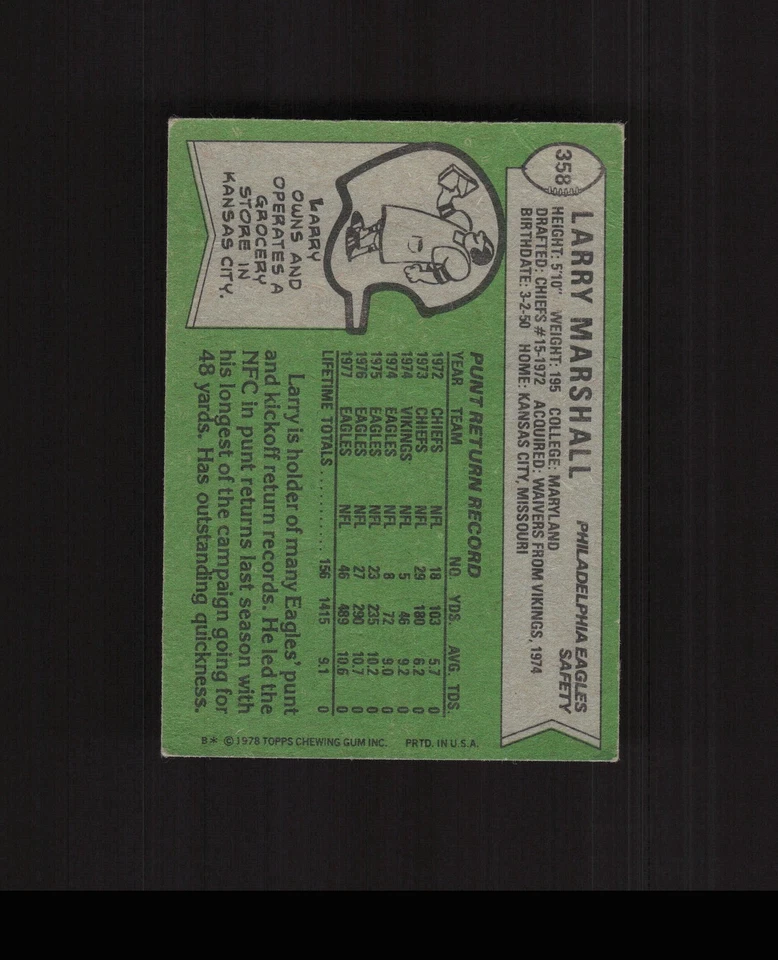 358
LARRY MARSHALL
PHILADELPHIA EAGLES
SAFETY
HEIGHT: 5'10" WEIGHT: 195 COLLEGE: MARYLAND
DRAFTED: CHIEFS #15-1972 ACQUIRED: WAIVERS FROM VIKINGS, 1974
BIRTHDATE: 3-2-50 HOME: KANSAS CITY, MISSOURI
LARRY
OWNS AND
OPERATES A
GROCERY
STORE IN
KANSAS CITY.
PUNT RETURN RECORD
YEAR TEAM NO. YDS. AVG. TDS.
1972 CHIEFS NFL 18 103 5.7 0
1973 CHIEFS NFL 29 180 6.2 0
1974 VIKINGS NFL 5 46 9.2 0
1974 EAGLES NFL 8 72 9.0 0
1975 EAGLES NFL 23 235 10.2 0
1976 EAGLES NFL 27 290 10.7 0
1977 EAGLES NFL 46 489 10.6 0
LIFETIME TOTALS .......... 156 1415 9.1 0
Larry is holder of many Eagles' punt
and kickoff return records. He led the
NFC in punt returns last season with
his longest of the campaign going for
48 yards. Has outstanding quickness.
B* © 1978 TOPPS CHEWING GUM INC. PRTD. IN U.S.A.